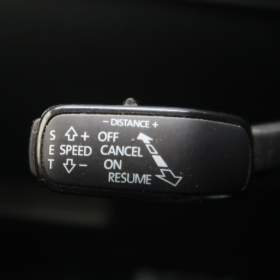 - DISTANCE +
S ⇧ + OFF
E SPEED CANCEL
T ⇩ - ON
RESUME